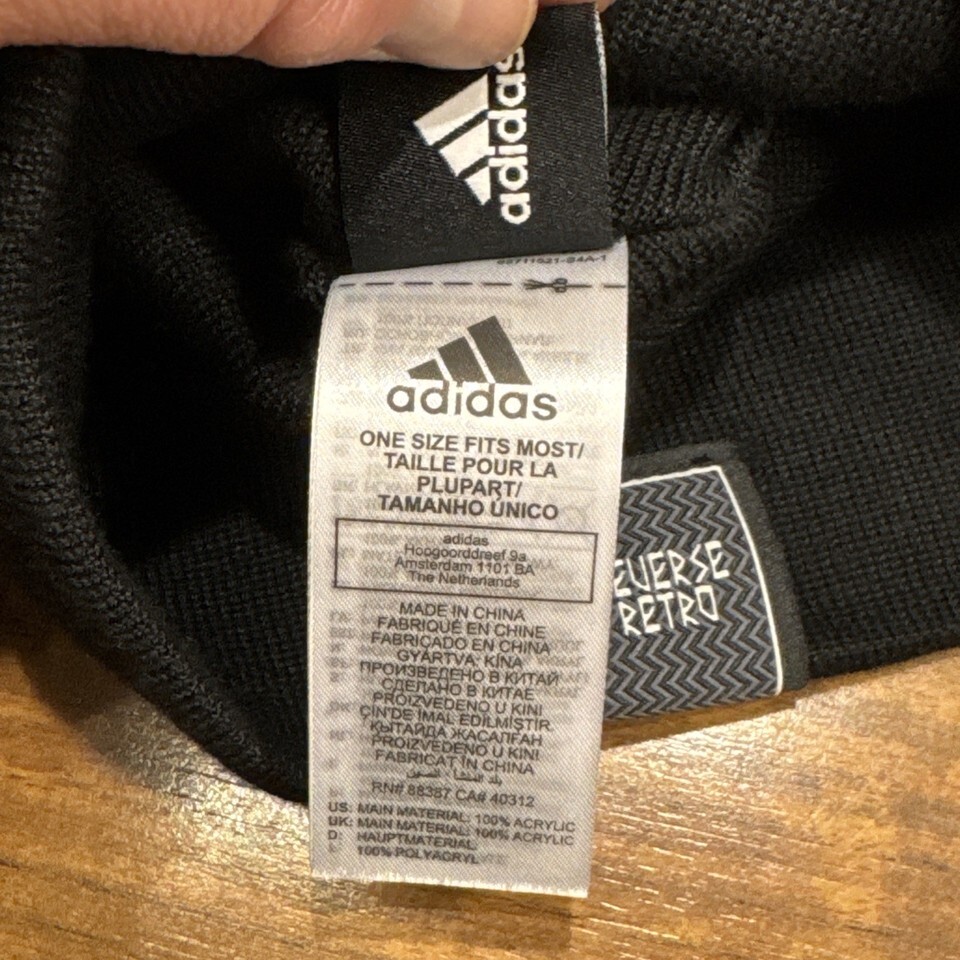 adidas
adidas
ONE SIZE FITS MOST/
TAILLE POUR LA
PLUPART/
TAMANHO ÚNICO
adidas
Hoogoorddreef 9a
Amsterdam 1101 BA
The Netherlands
MADE IN CHINA
FABRIQUÉ EN CHINE
FABRICADO EN CHINA
GYÁRTVA: KÍNA
ПРОИЗВЕДЕНО В КИТАЙ
СДЕЛАНО В КИТАЕ
PROIZVEDENO U KINI
ÇİN'DE İMAL EDİLMİŞTİR
ҚЫТАЙДА ЖАСАЛҒАН
PROIZVEDENO U KINI
FABRICAT ÎN CHINA
بلد المنشأ : الصين
RN# 88387 CA# 40312
US: MAIN MATERIAL: 100% ACRYLIC
UK: MAIN MATERIAL: 100% ACRYLIC
D: HAUPTMATERIAL
100% POLYACRYL
RETRO